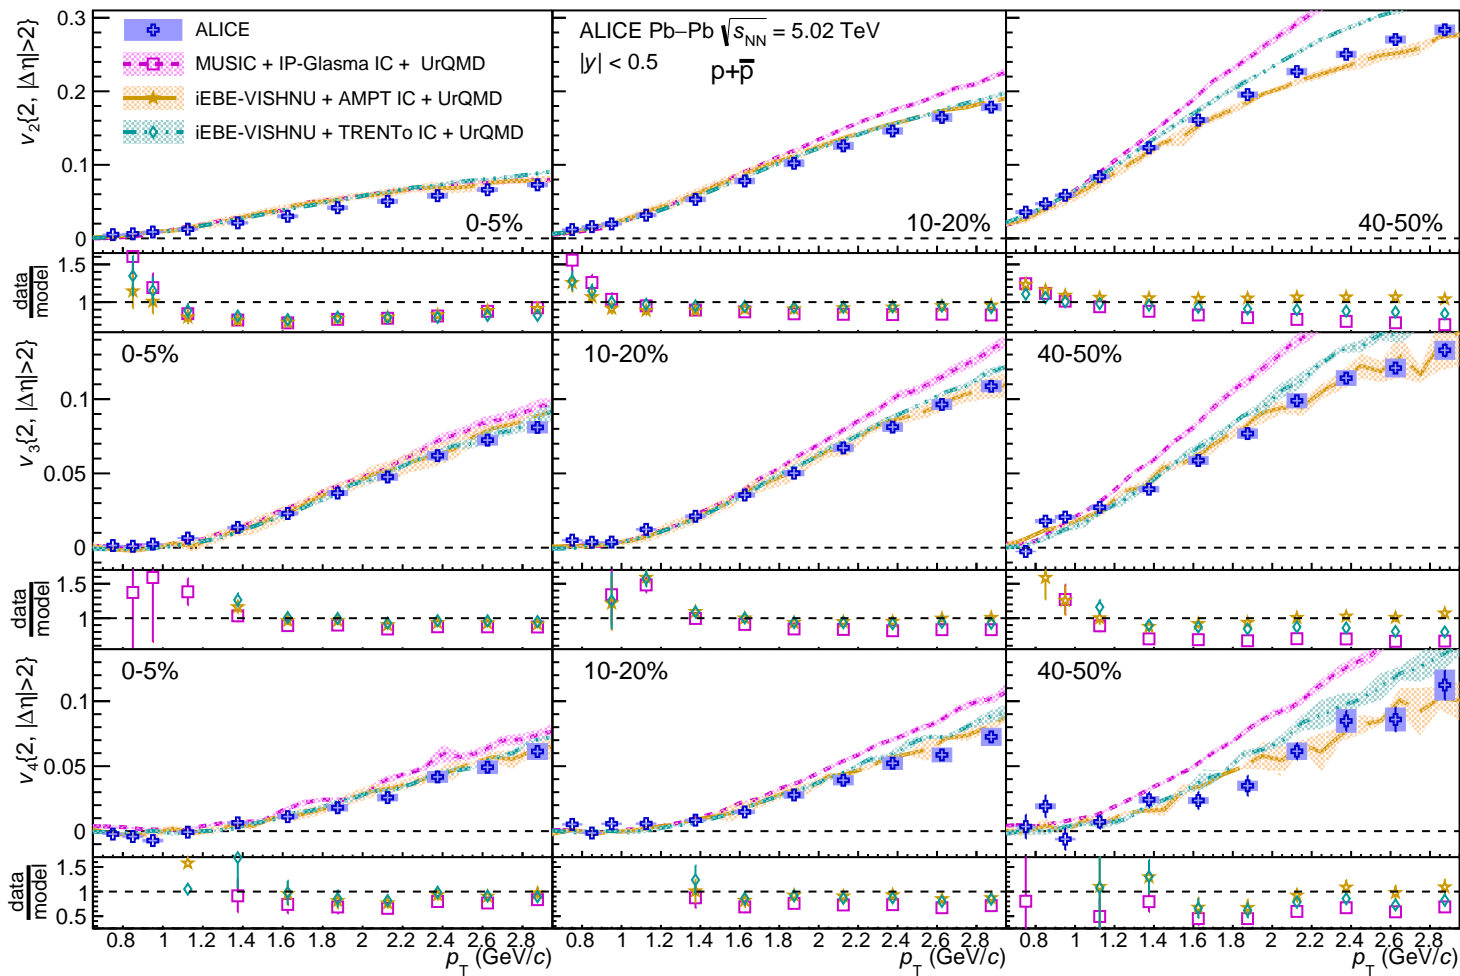 0.3
0.2
0.1
0
v2{2, |Δη|>2}
ALICE
MUSIC + IP-Glasma IC + UrQMD
iEBE-VISHNU + AMPT IC + UrQMD
iEBE-VISHNU + TRENTo IC + UrQMD
0-5%
ALICE Pb–Pb √sNN = 5.02 TeV
|y| < 0.5
p+p̅
10-20%
40-50%
1.5
1
data
model
0.1
0.05
0
v3{2, |Δη|>2}
0-5%
10-20%
40-50%
1.5
1
data
model
0.1
0.05
0
v4{2, |Δη|>2}
0-5%
10-20%
40-50%
1.5
1
0.5
data
model
0.8 1 1.2 1.4 1.6 1.8 2 2.2 2.4 2.6 2.8
0.8 1 1.2 1.4 1.6 1.8 2 2.2 2.4 2.6 2.8
0.8 1 1.2 1.4 1.6 1.8 2 2.2 2.4 2.6 2.8
pT (GeV/c)
pT (GeV/c)
pT (GeV/c)